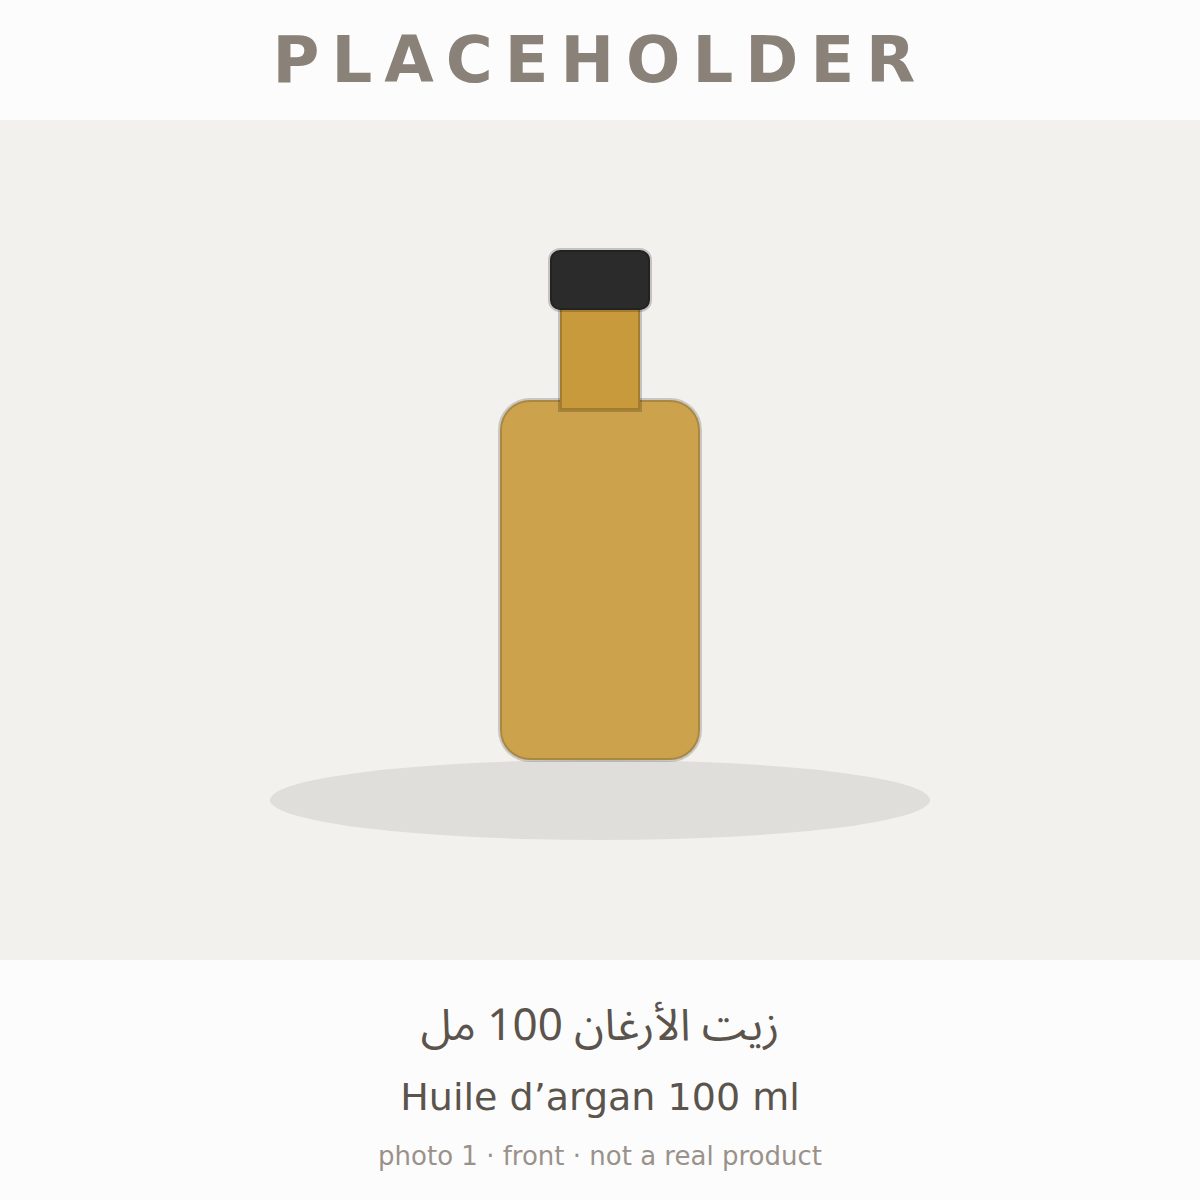 PLACEHOLDER
زيت الأرغان 100 مل
Huile d’argan 100 ml
photo 1 · front · not a real product